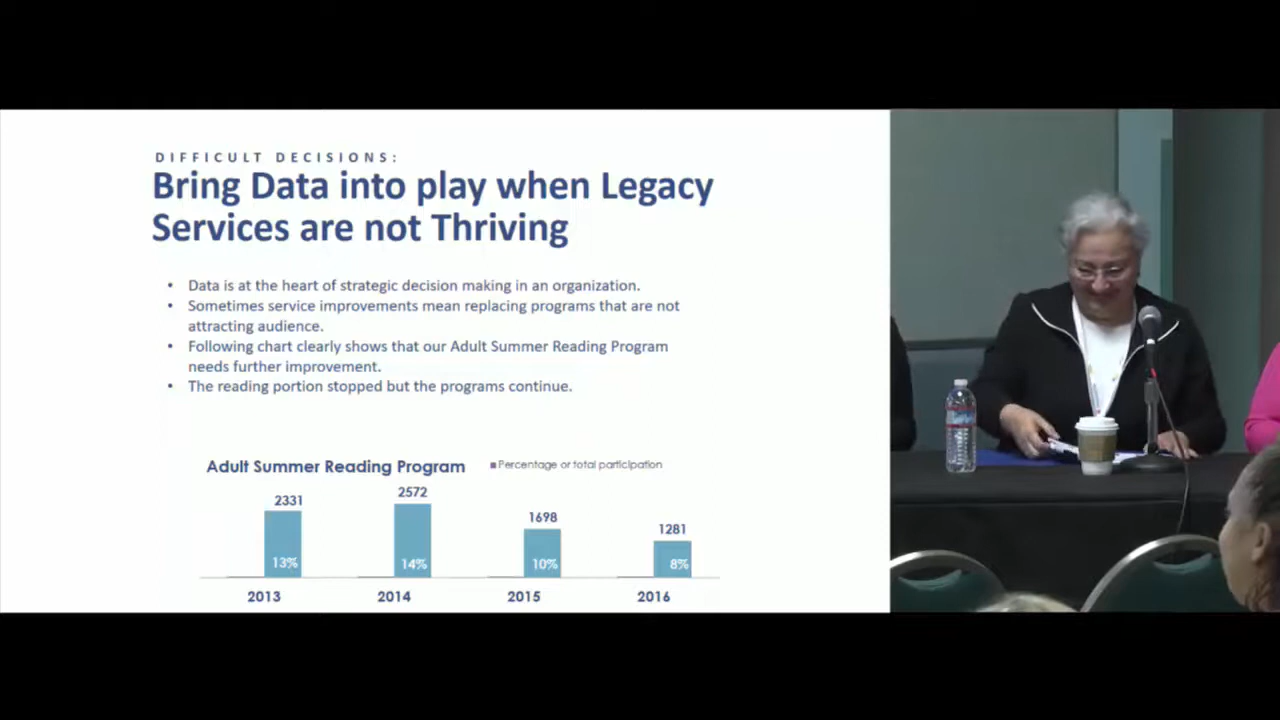 DIFFICULT DECISIONS:
Bring Data into play when Legacy
Services are not Thriving
• Data is at the heart of strategic decision making in an organization.
• Sometimes service improvements mean replacing programs that are not
attracting audience.
• Following chart clearly shows that our Adult Summer Reading Program
needs further improvement.
• The reading portion stopped but the programs continue.
Adult Summer Reading Program
Percentage or total participation
2331
2572
1698
1281
13%
14%
10%
8%
2013
2014
2015
2016